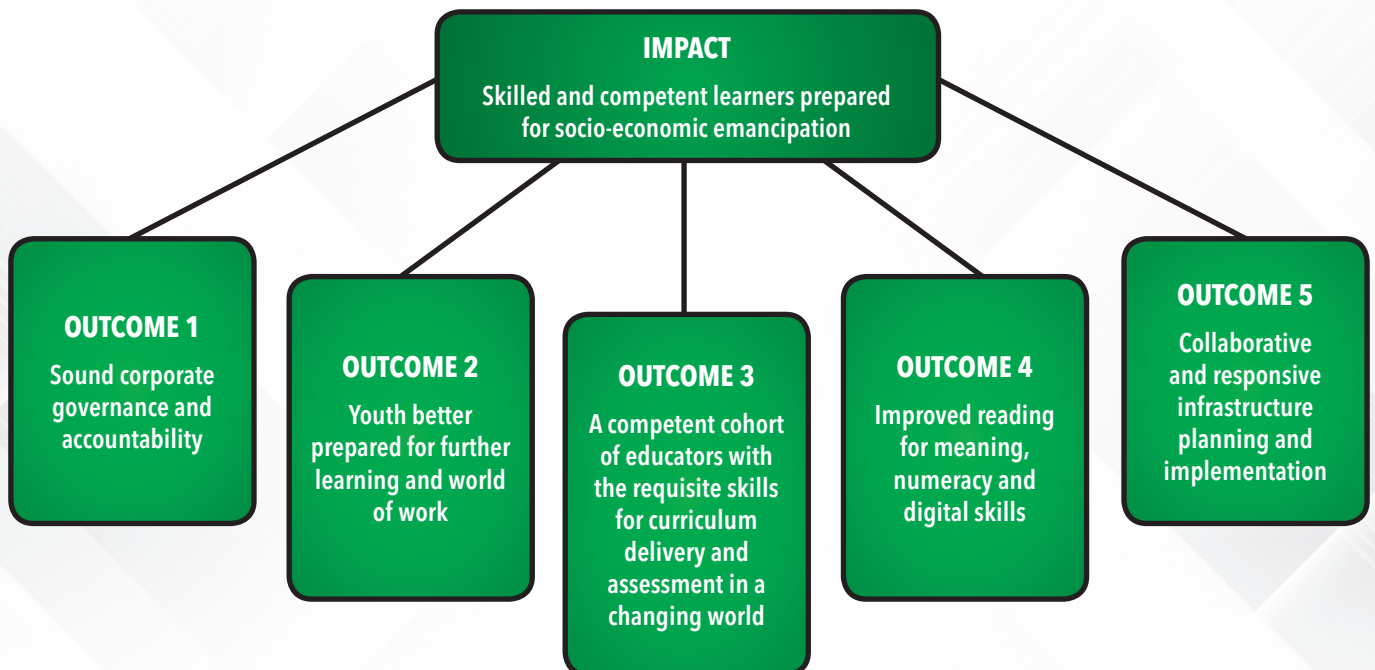 IMPACT
Skilled and competent learners prepared
for socio-economic emancipation
OUTCOME 1
Sound corporate
governance and
accountability
OUTCOME 2
Youth better
prepared for further
learning and world
of work
OUTCOME 3
A competent cohort
of educators with
the requisite skills
for curriculum
delivery and
assessment in a
changing world
OUTCOME 4
Improved reading
for meaning,
numeracy and
digital skills
OUTCOME 5
Collaborative
and responsive
infrastructure
planning and
implementation